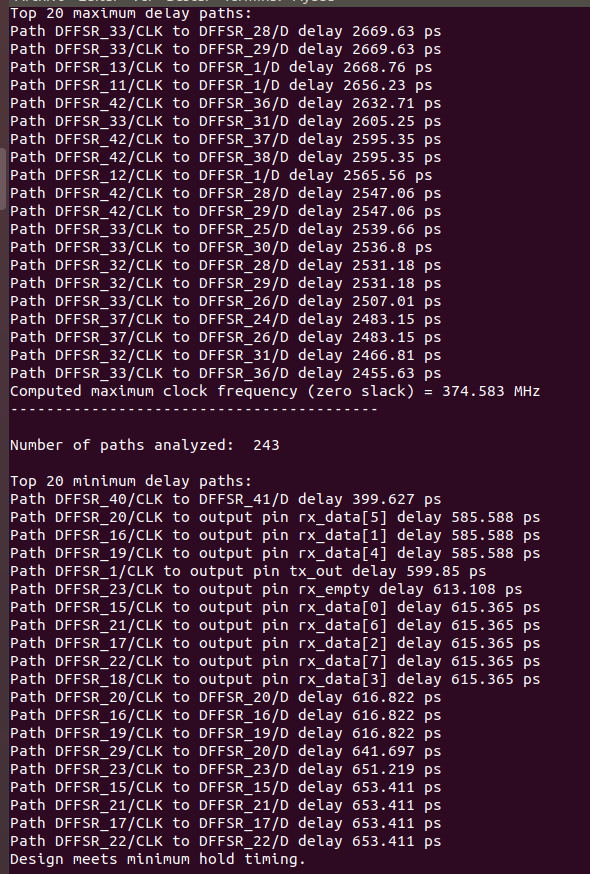 Top 20 maximum delay paths:
Path DFFSR_33/CLK to DFFSR_28/D delay 2669.63 ps
Path DFFSR_33/CLK to DFFSR_29/D delay 2669.63 ps
Path DFFSR_13/CLK to DFFSR_1/D delay 2668.76 ps
Path DFFSR_11/CLK to DFFSR_1/D delay 2656.23 ps
Path DFFSR_42/CLK to DFFSR_36/D delay 2632.71 ps
Path DFFSR_33/CLK to DFFSR_31/D delay 2605.25 ps
Path DFFSR_42/CLK to DFFSR_37/D delay 2595.35 ps
Path DFFSR_42/CLK to DFFSR_38/D delay 2595.35 ps
Path DFFSR_12/CLK to DFFSR_1/D delay 2565.56 ps
Path DFFSR_42/CLK to DFFSR_28/D delay 2547.06 ps
Path DFFSR_42/CLK to DFFSR_29/D delay 2547.06 ps
Path DFFSR_33/CLK to DFFSR_25/D delay 2539.66 ps
Path DFFSR_33/CLK to DFFSR_30/D delay 2536.8 ps
Path DFFSR_32/CLK to DFFSR_28/D delay 2531.18 ps
Path DFFSR_32/CLK to DFFSR_29/D delay 2531.18 ps
Path DFFSR_33/CLK to DFFSR_26/D delay 2507.01 ps
Path DFFSR_37/CLK to DFFSR_24/D delay 2483.15 ps
Path DFFSR_37/CLK to DFFSR_26/D delay 2483.15 ps
Path DFFSR_32/CLK to DFFSR_31/D delay 2466.81 ps
Path DFFSR_33/CLK to DFFSR_36/D delay 2455.63 ps
Computed maximum clock frequency (zero slack) = 374.583 MHz
-----------------------------------------
Number of paths analyzed:  243
Top 20 minimum delay paths:
Path DFFSR_40/CLK to DFFSR_41/D delay 399.627 ps
Path DFFSR_20/CLK to output pin rx_data[5] delay 585.588 ps
Path DFFSR_16/CLK to output pin rx_data[1] delay 585.588 ps
Path DFFSR_19/CLK to output pin rx_data[4] delay 585.588 ps
Path DFFSR_1/CLK to output pin tx_out delay 599.85 ps
Path DFFSR_23/CLK to output pin rx_empty delay 613.108 ps
Path DFFSR_15/CLK to output pin rx_data[0] delay 615.365 ps
Path DFFSR_21/CLK to output pin rx_data[6] delay 615.365 ps
Path DFFSR_17/CLK to output pin rx_data[2] delay 615.365 ps
Path DFFSR_22/CLK to output pin rx_data[7] delay 615.365 ps
Path DFFSR_18/CLK to output pin rx_data[3] delay 615.365 ps
Path DFFSR_20/CLK to DFFSR_20/D delay 616.822 ps
Path DFFSR_16/CLK to DFFSR_16/D delay 616.822 ps
Path DFFSR_19/CLK to DFFSR_19/D delay 616.822 ps
Path DFFSR_29/CLK to DFFSR_20/D delay 641.697 ps
Path DFFSR_23/CLK to DFFSR_23/D delay 651.219 ps
Path DFFSR_15/CLK to DFFSR_15/D delay 653.411 ps
Path DFFSR_21/CLK to DFFSR_21/D delay 653.411 ps
Path DFFSR_17/CLK to DFFSR_17/D delay 653.411 ps
Path DFFSR_22/CLK to DFFSR_22/D delay 653.411 ps
Design meets minimum hold timing.